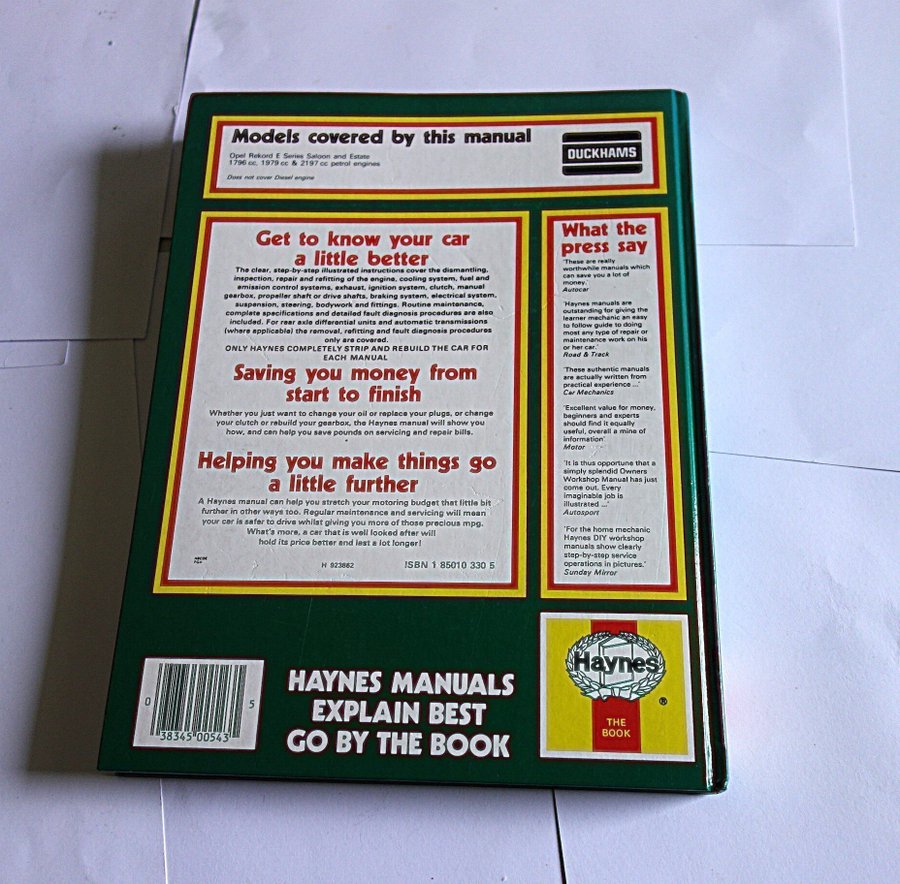 Models covered by this manual
Opel Rekord E Series Saloon and Estate
1796 cc, 1979 cc & 2197 cc petrol engines
Does not cover Diesel engine
DUCKHAMS
Get to know your car
a little better
The clear, step-by-step illustrated instructions cover the dismantling,
inspection, repair and refitting of the engine, cooling system, fuel and
emission control systems, exhaust, ignition system, clutch, manual
gearbox, propeller shaft or drive shafts, braking system, electrical system,
suspension, steering, bodywork and fittings. Routine maintenance,
complete specifications and detailed fault diagnosis procedures are also
included. For rear axle differential units and automatic transmissions
(where applicable) the removal, refitting and fault diagnosis procedures
only are covered.
ONLY HAYNES COMPLETELY STRIP AND REBUILD THE CAR FOR
EACH MANUAL
Saving you money from
start to finish
Whether you just want to change your oil or replace your plugs, or change
your clutch or rebuild your gearbox, the Haynes manual will show you
how, and can help you save pounds on servicing and repair bills.
Helping you make things go
a little further
A Haynes manual can help you stretch your motoring budget that little bit
further in other ways too. Regular maintenance and servicing will mean
your car is safer to drive whilst giving you more of those precious mpg.
What's more, a car that is well looked after will
hold its price better and last a lot longer!
H 923662
ISBN 1 85010 330 5
What the
press say
'These are really
worthwhile manuals which
can save you a lot of
money.'
Autocar
'Haynes manuals are
outstanding for giving the
learner mechanic an easy
to follow guide to doing
most any type of repair or
maintenance work on his
or her car.'
Road & Track
'These authentic manuals
are actually written from
practical experience ...'
Car Mechanics
'Excellent value for money,
beginners and experts
should find it equally
useful, overall a mine of
information'
Motor
'It is thus opportune that a
simply splendid Owners
Workshop Manual has just
come out. Every
imaginable job is
illustrated ...'
Autosport
'For the home mechanic
Haynes DIY workshop
manuals show clearly
step-by-step service
operations in pictures.'
Sunday Mirror
0 38345 00543 5
HAYNES MANUALS
EXPLAIN BEST
GO BY THE BOOK
Haynes
®
THE
BOOK